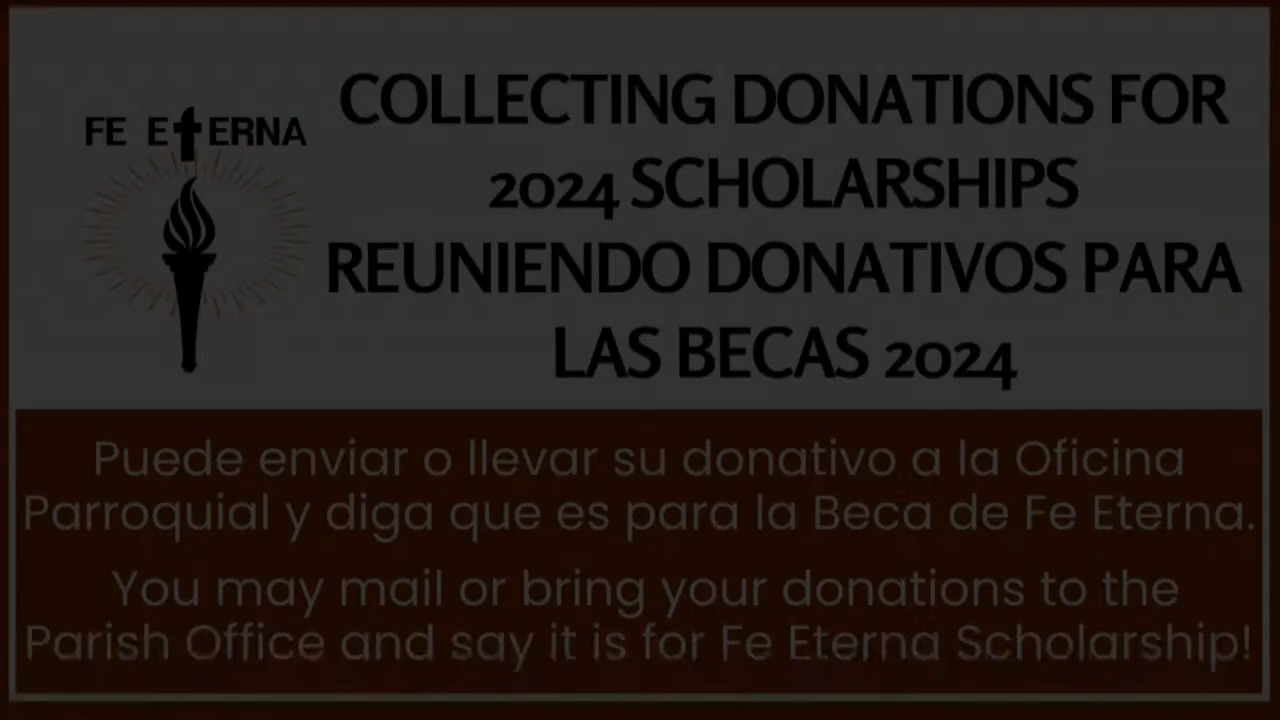 FE ETERNA
COLLECTING DONATIONS FOR
2024 SCHOLARSHIPS
REUNIENDO DONATIVOS PARA
LAS BECAS 2024
Puede enviar o llevar su donativo a la Oficina
Parroquial y diga que es para la Beca de Fe Eterna.
You may mail or bring your donations to the
Parish Office and say it is for Fe Eterna Scholarship!